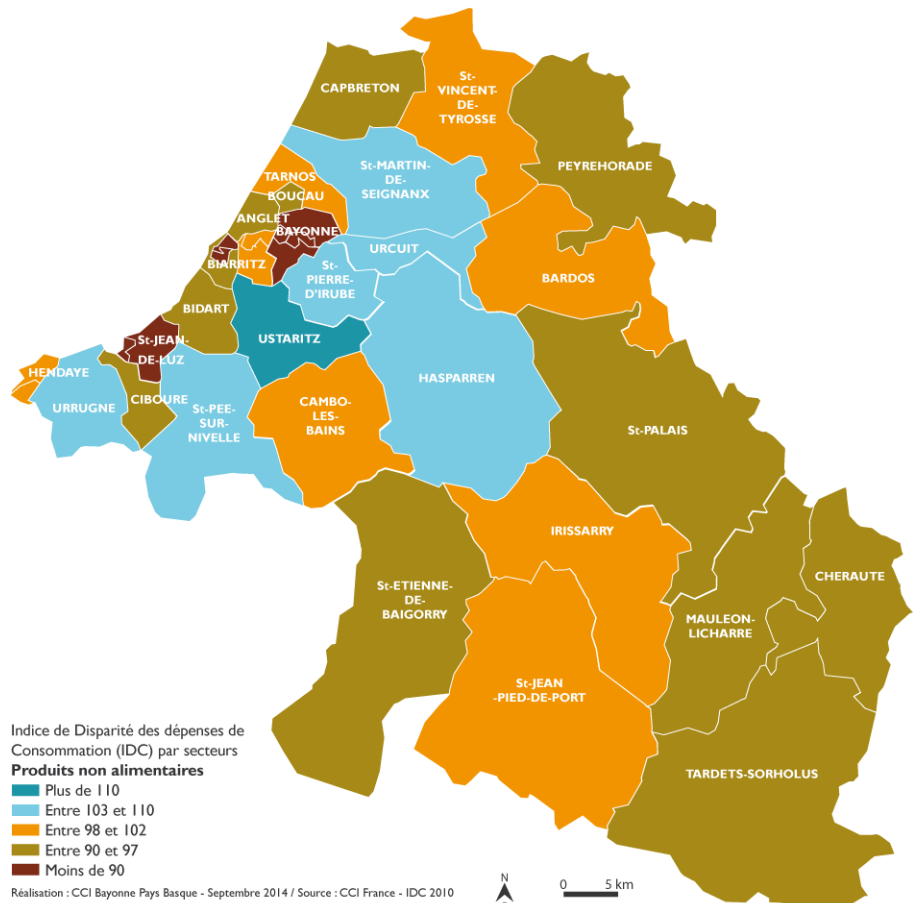 CAPBRETON
St-
VINCENT-
DE-
TYROSSE
PEYREHORADE
St-MARTIN-
DE-
SEIGNANX
TARNOS
BOUCAU
ANGLET
BAYONNE
URCUIT
BIARRITZ
St-
PIERRE-
D'IRUBE
BARDOS
BIDART
USTARITZ
St-JEAN-
DE-LUZ
HASPARREN
HENDAYE
URRUGNE
CIBOURE
St-PEE-
SUR-
NIVELLE
CAMBO-
LES-
BAINS
St-PALAIS
IRISSARRY
CHERAUTE
St-ETIENNE-
DE-
BAIGORRY
MAULEON-
LICHARRE
St-JEAN
-PIED-DE-PORT
TARDETS-SORHOLUS
Indice de Disparité des dépenses de
Consommation (IDC) par secteurs
Produits non alimentaires
Plus de 110
Entre 103 et 110
Entre 98 et 102
Entre 90 et 97
Moins de 90
Réalisation : CCI Bayonne Pays Basque - Septembre 2014 / Source : CCI France - IDC 2010
N
0 5 km